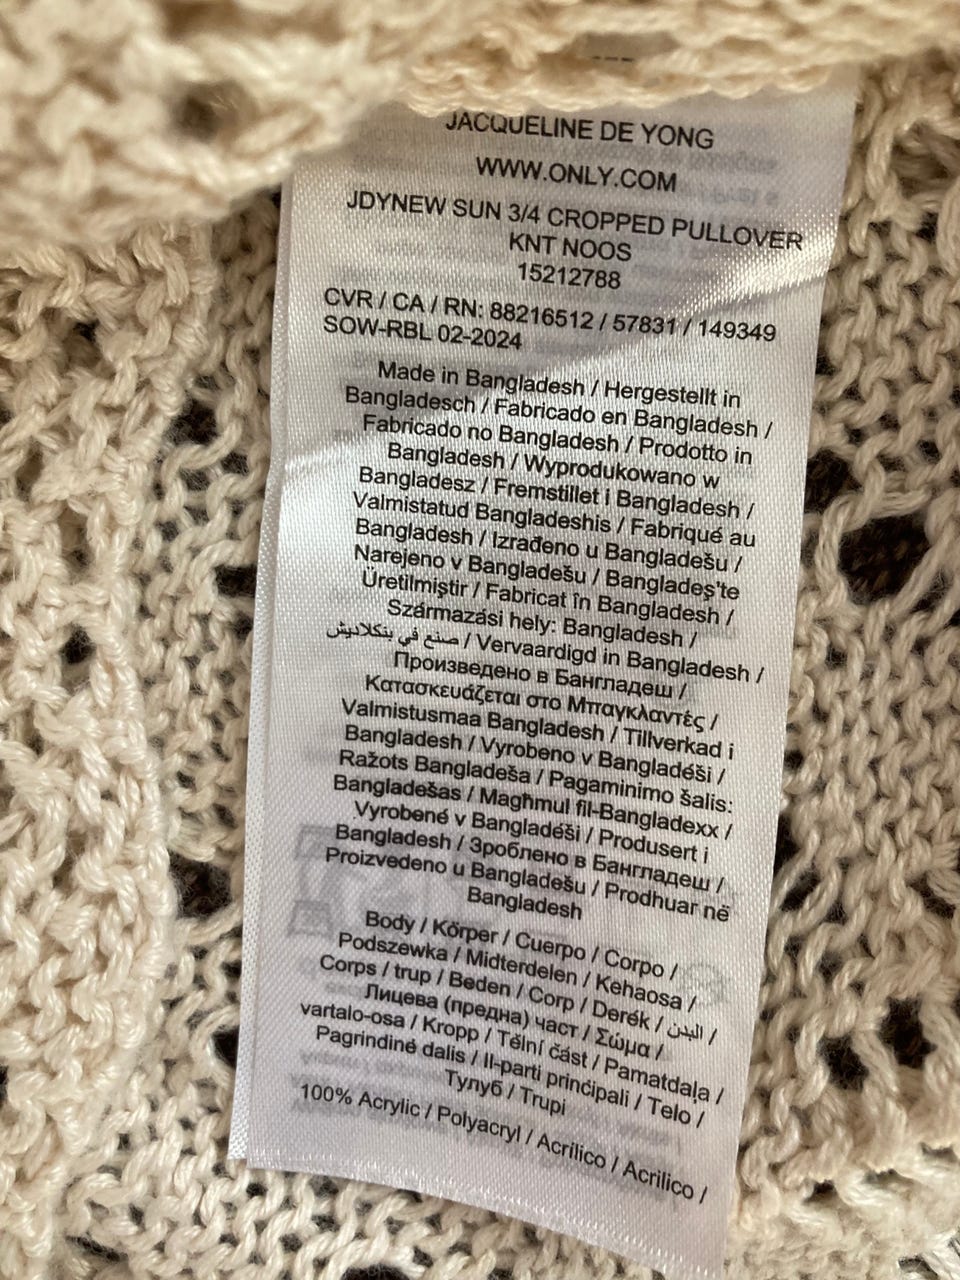 JACQUELINE DE YONG
WWW.ONLY.COM
JDYNEW SUN 3/4 CROPPED PULLOVER
KNT NOOS
15212788
CVR / CA / RN: 88216512 / 57831 / 149349
SOW-RBL 02-2024
Made in Bangladesh / Hergestellt in
Bangladesch / Fabricado en Bangladesh /
Fabricado no Bangladesh / Prodotto in
Bangladesh / Wyprodukowano w
Bangladesz / Fremstillet i Bangladesh /
Valmistatud Bangladeshis / Fabriqué au
Bangladesh / Izrađeno u Bangladešu /
Narejeno v Bangladešu / Bangladeş'te
Üretilmiştir / Fabricat în Bangladesh /
Származási hely: Bangladesh /
صنع في بنكلاديش / Vervaardigd in Bangladesh /
Произведено в Бангладеш /
Κατασκευάζεται στο Μπαγκλαντές /
Valmistusmaa Bangladesh / Tillverkad i
Bangladesh / Vyrobeno v Bangladéši /
Ražots Bangladeša / Pagaminimo šalis:
Bangladešas / Magħmul fil-Bangladexx /
Vyrobené v Bangladéši / Produsert i
Bangladesh / Зроблено в Бангладеш /
Proizvedeno u Bangladešu / Prodhuar në
Bangladesh
Body / Körper / Cuerpo / Corpo /
Podszewka / Midterdelen / Kehaosa /
Corps / trup / Beden / Corp / Derék / البدن /
Лицева (предна) част / Σώμα /
vartalo-osa / Kropp / Tělní část / Pamatdaļa /
Pagrindinė dalis / Il-parti principali / Telo /
Тулуб / Trupi
100% Acrylic / Polyacryl / Acrílico / Acrilico /